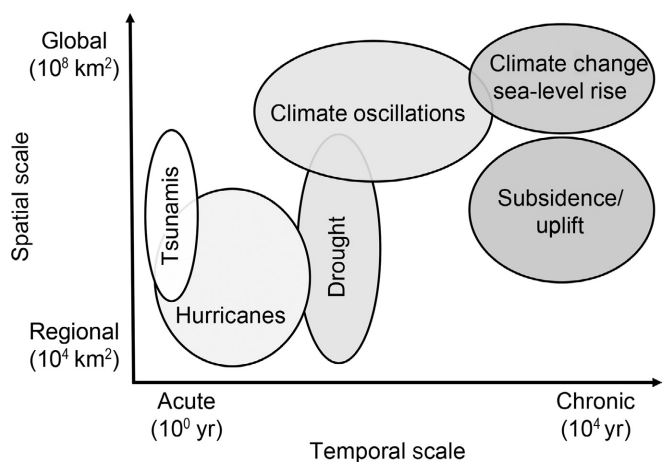 Global
(10⁸ km²)
Spatial scale
Regional
(10⁴ km²)
Climate oscillations
Climate change
sea-level rise
Tsunamis
Hurricanes
Drought
Subsidence/
uplift
Acute
(10⁰ yr)
Chronic
(10⁴ yr)
Temporal scale